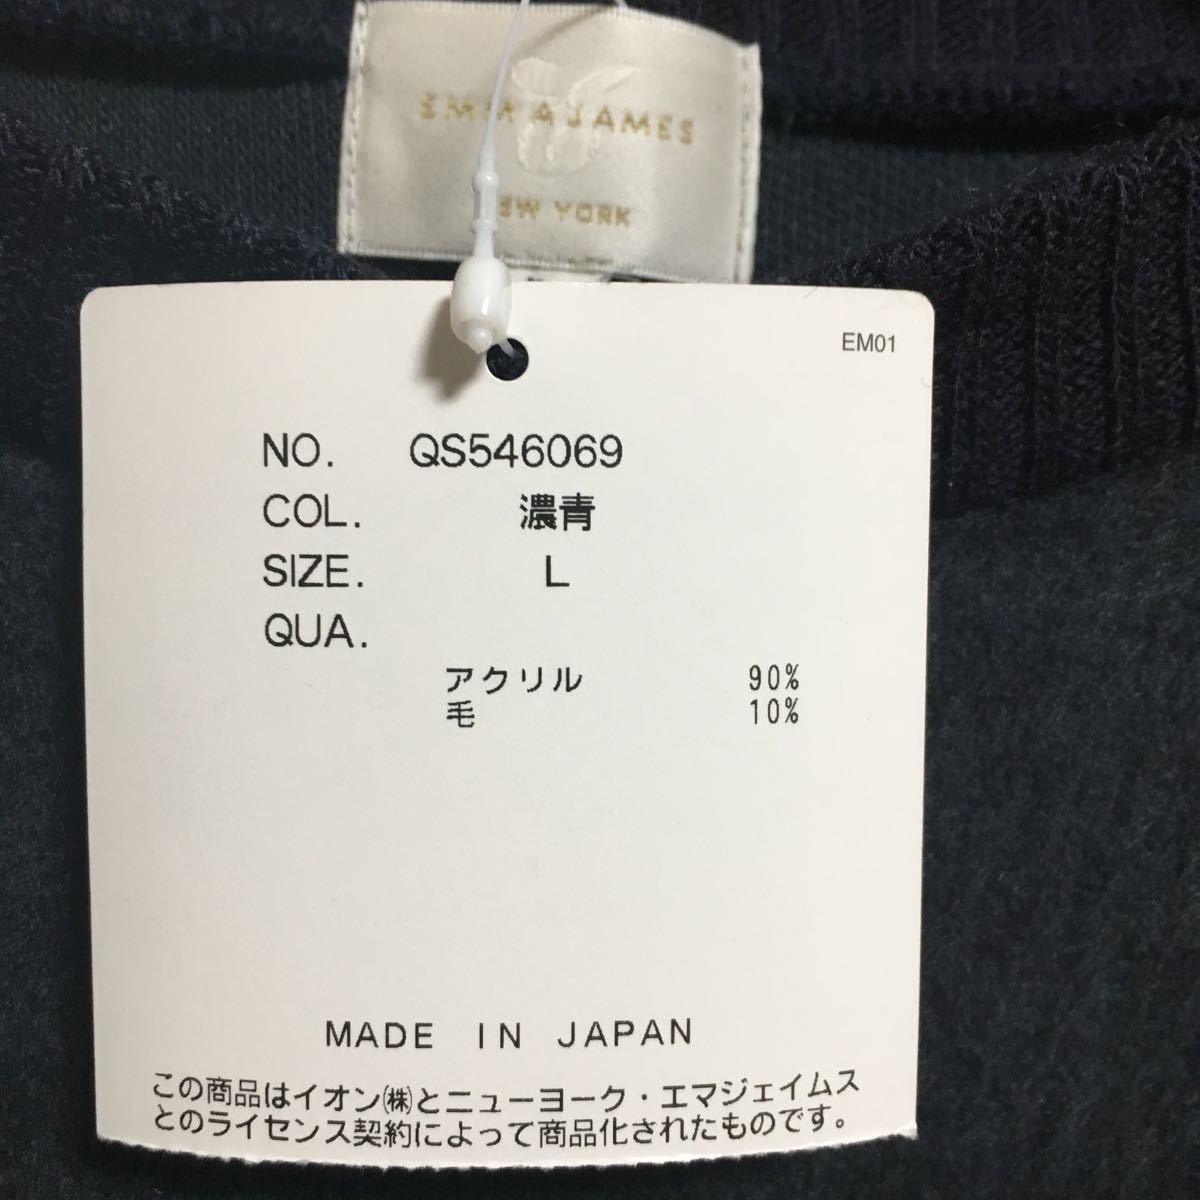 EMMA JAMES
NEW YORK
EM01
NO. QS546069
COL. 濃青
SIZE. L
QUA.
アクリル 90%
毛 10%
MADE IN JAPAN
この商品はイオン㈱とニューヨーク・エマジェイムス
とのライセンス契約によって商品化されたものです。